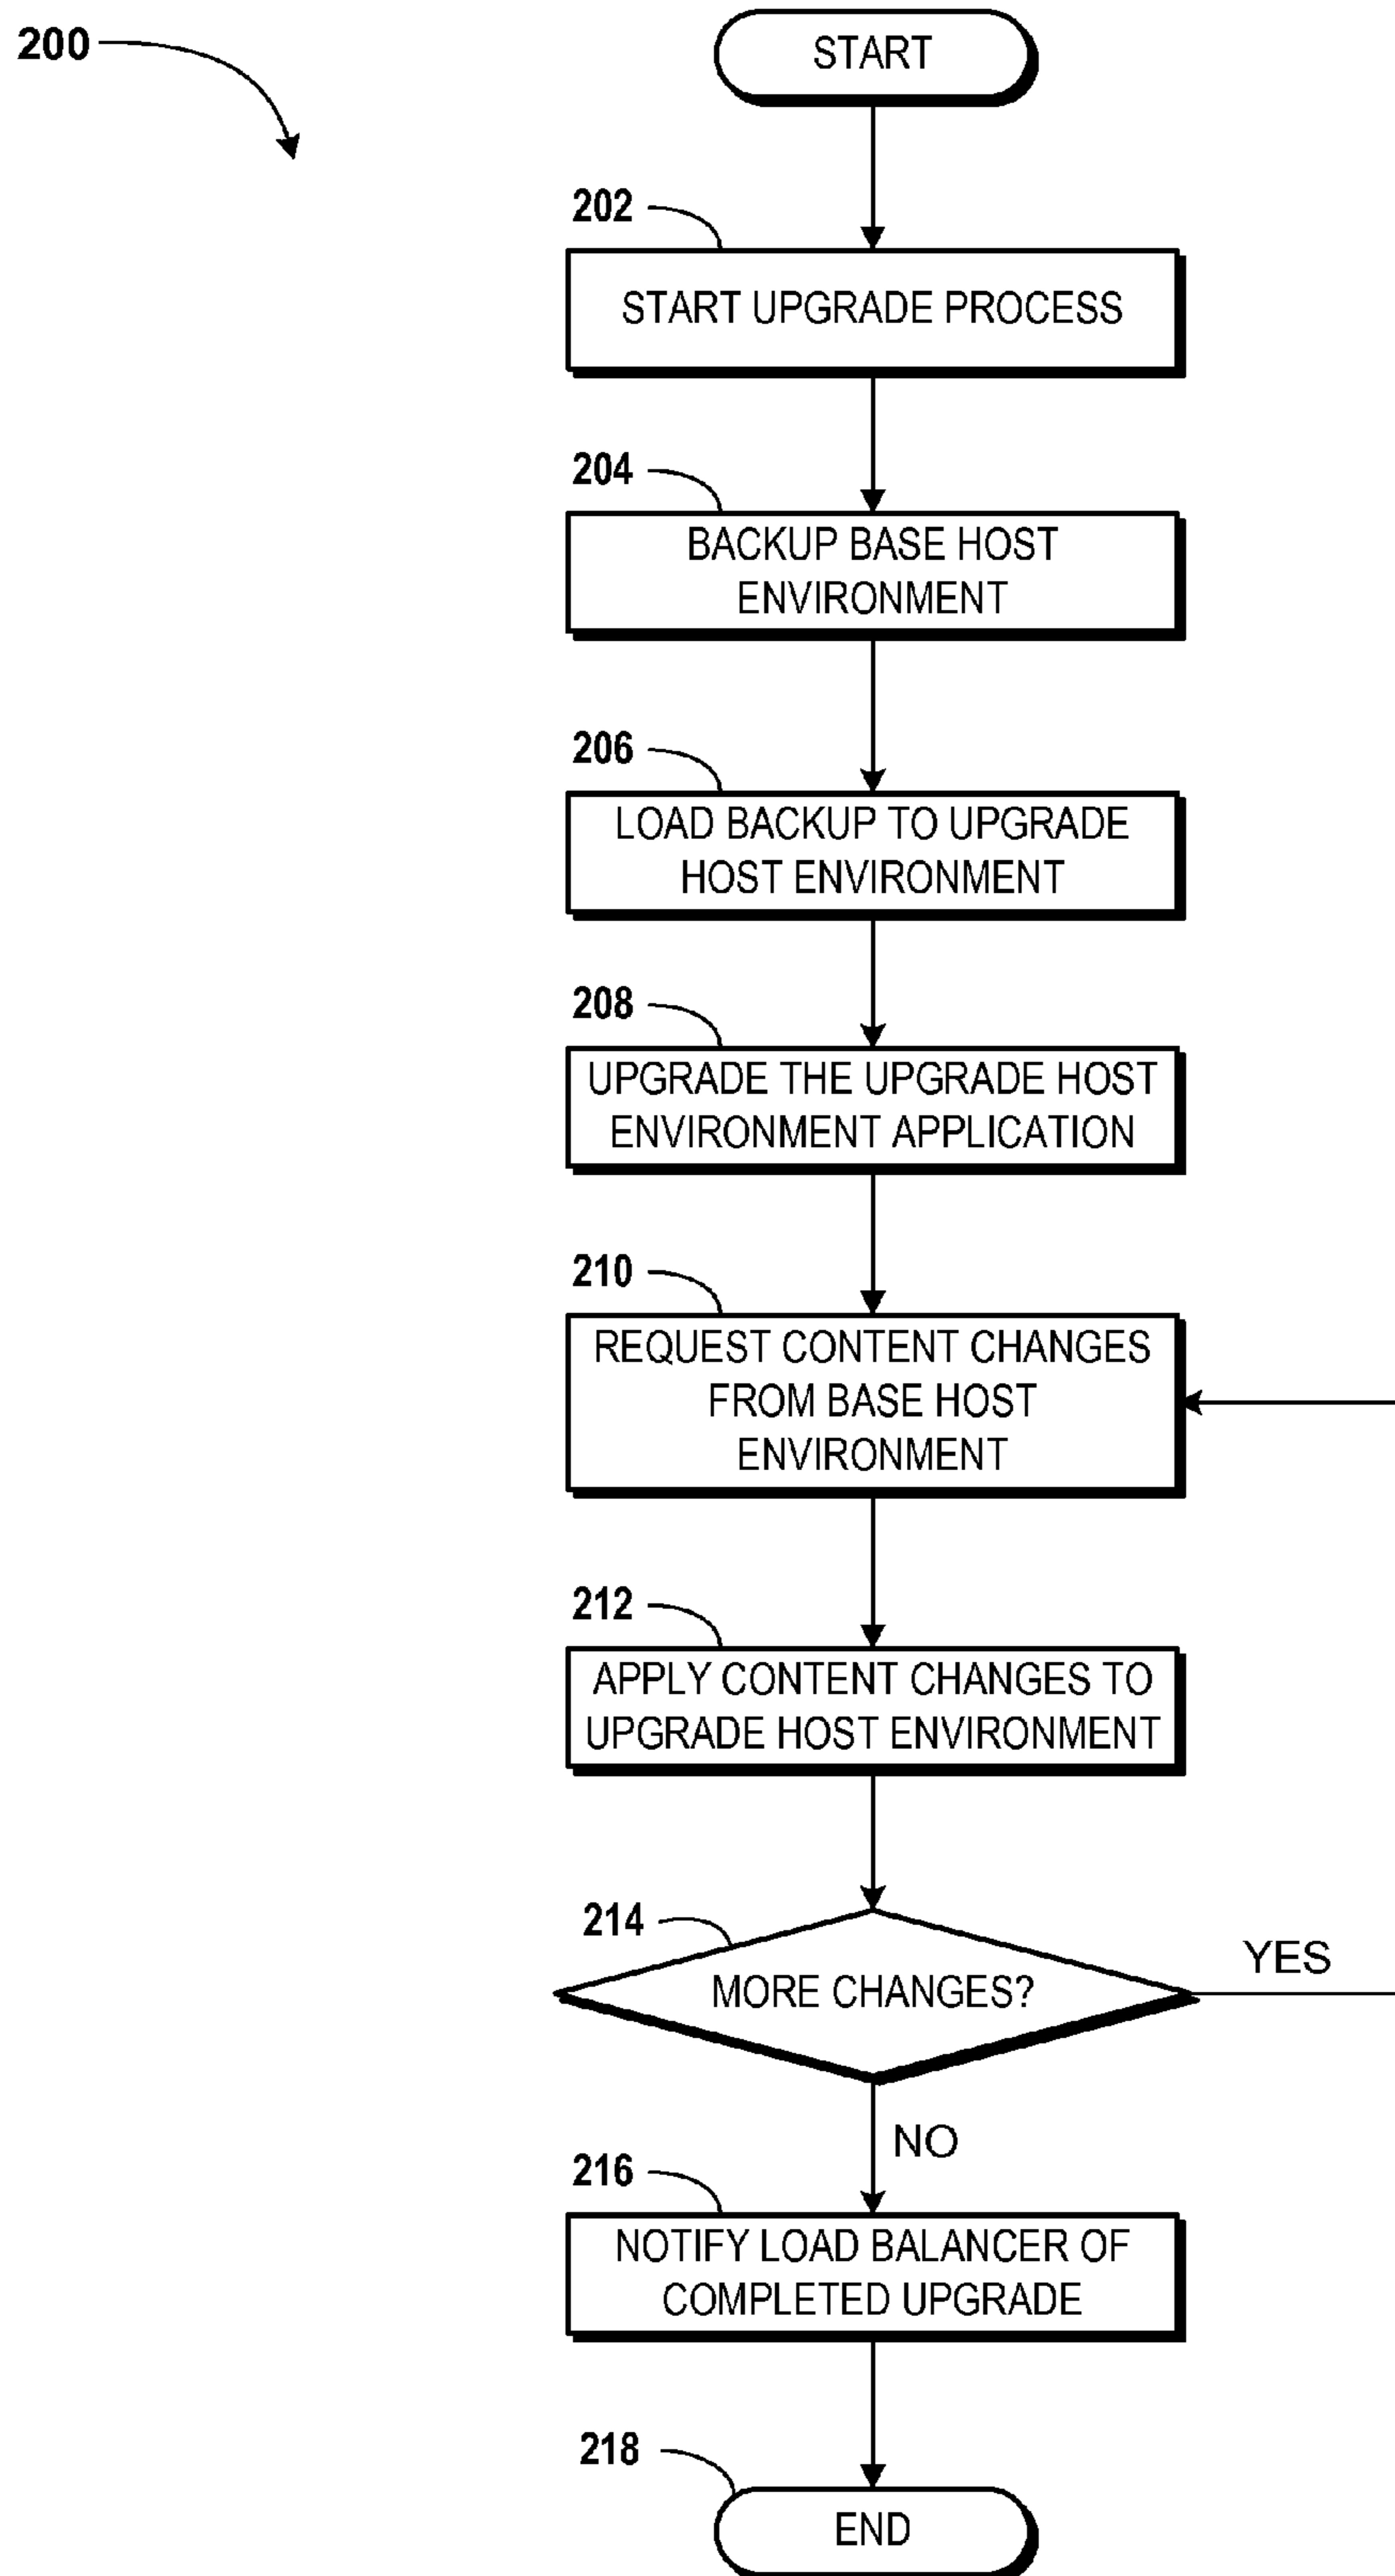 200
START
202
START UPGRADE PROCESS
204
BACKUP BASE HOST
ENVIRONMENT
206
LOAD BACKUP TO UPGRADE
HOST ENVIRONMENT
208
UPGRADE THE UPGRADE HOST
ENVIRONMENT APPLICATION
210
REQUEST CONTENT CHANGES
FROM BASE HOST
ENVIRONMENT
212
APPLY CONTENT CHANGES TO
UPGRADE HOST ENVIRONMENT
214
MORE CHANGES?
YES
NO
216
NOTIFY LOAD BALANCER OF
COMPLETED UPGRADE
218
END